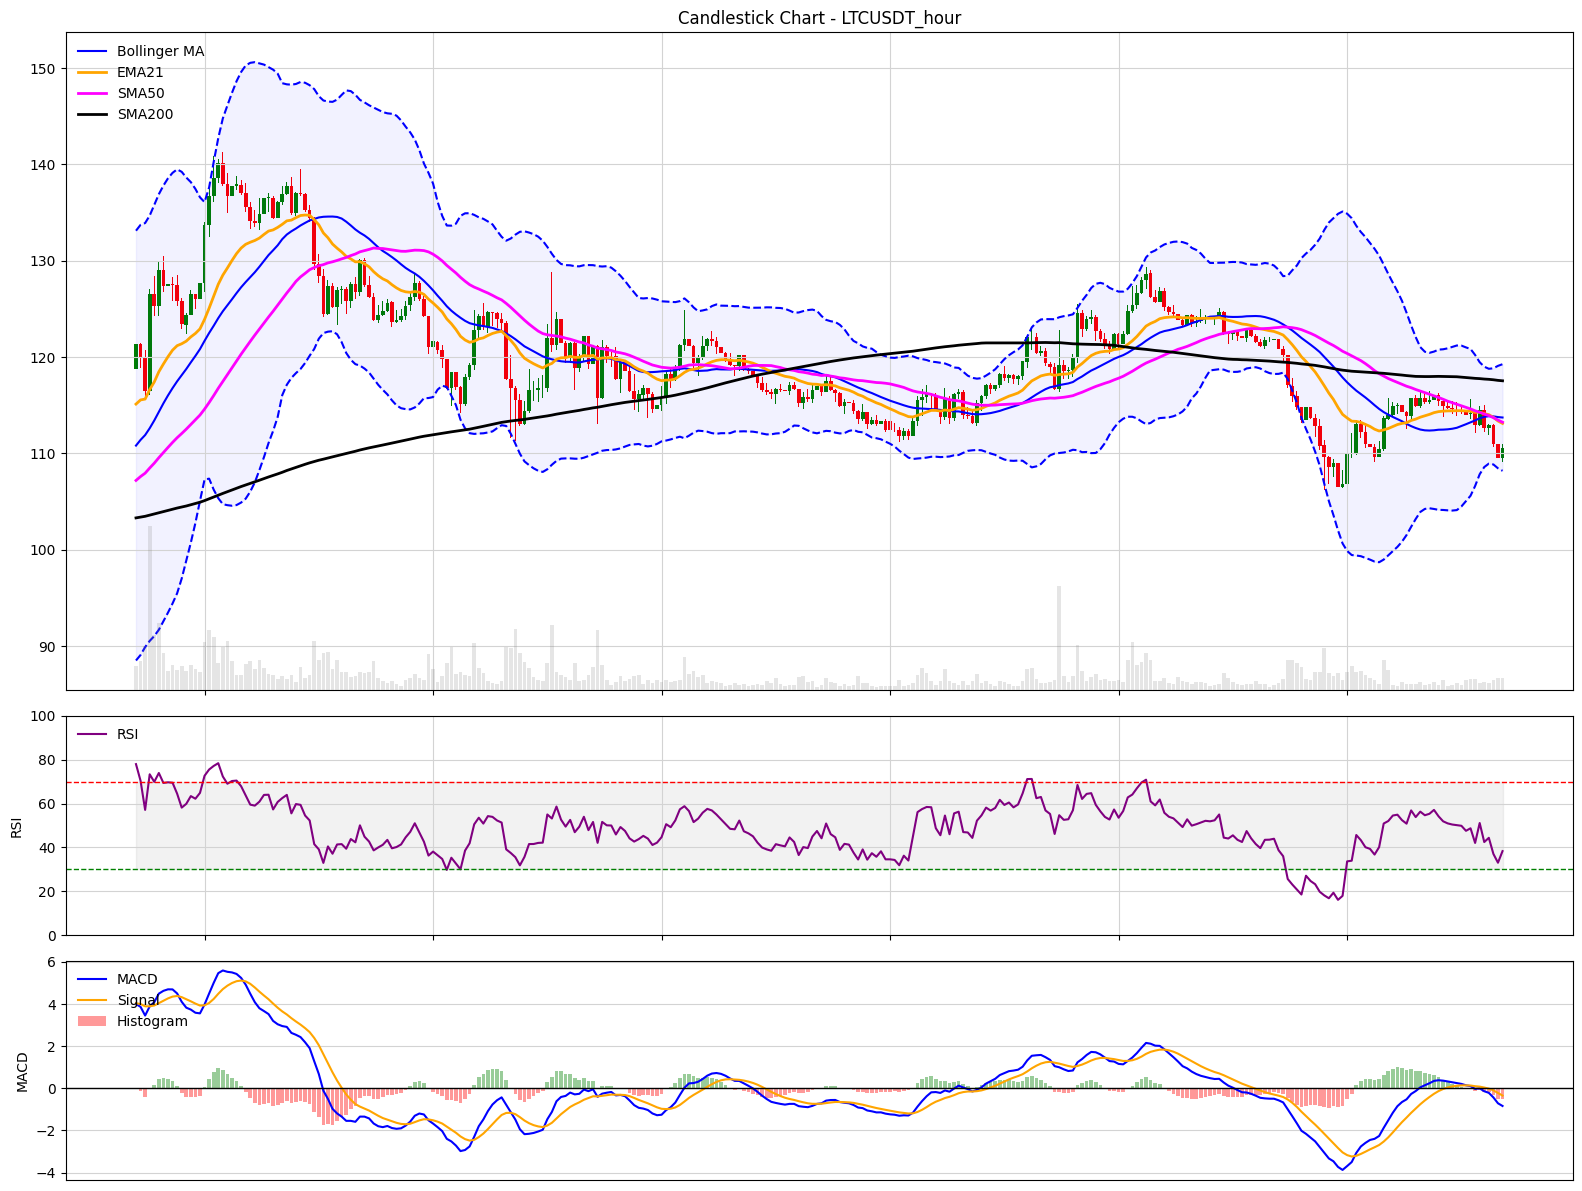 Candlestick Chart - LTCUSDT_hour
Bollinger MA
EMA21
SMA50
SMA200
150
140
130
120
110
100
90
RSI
100
80
60
40
20
0
RSI
MACD
Signal
Histogram
6
4
2
0
−2
−4
MACD